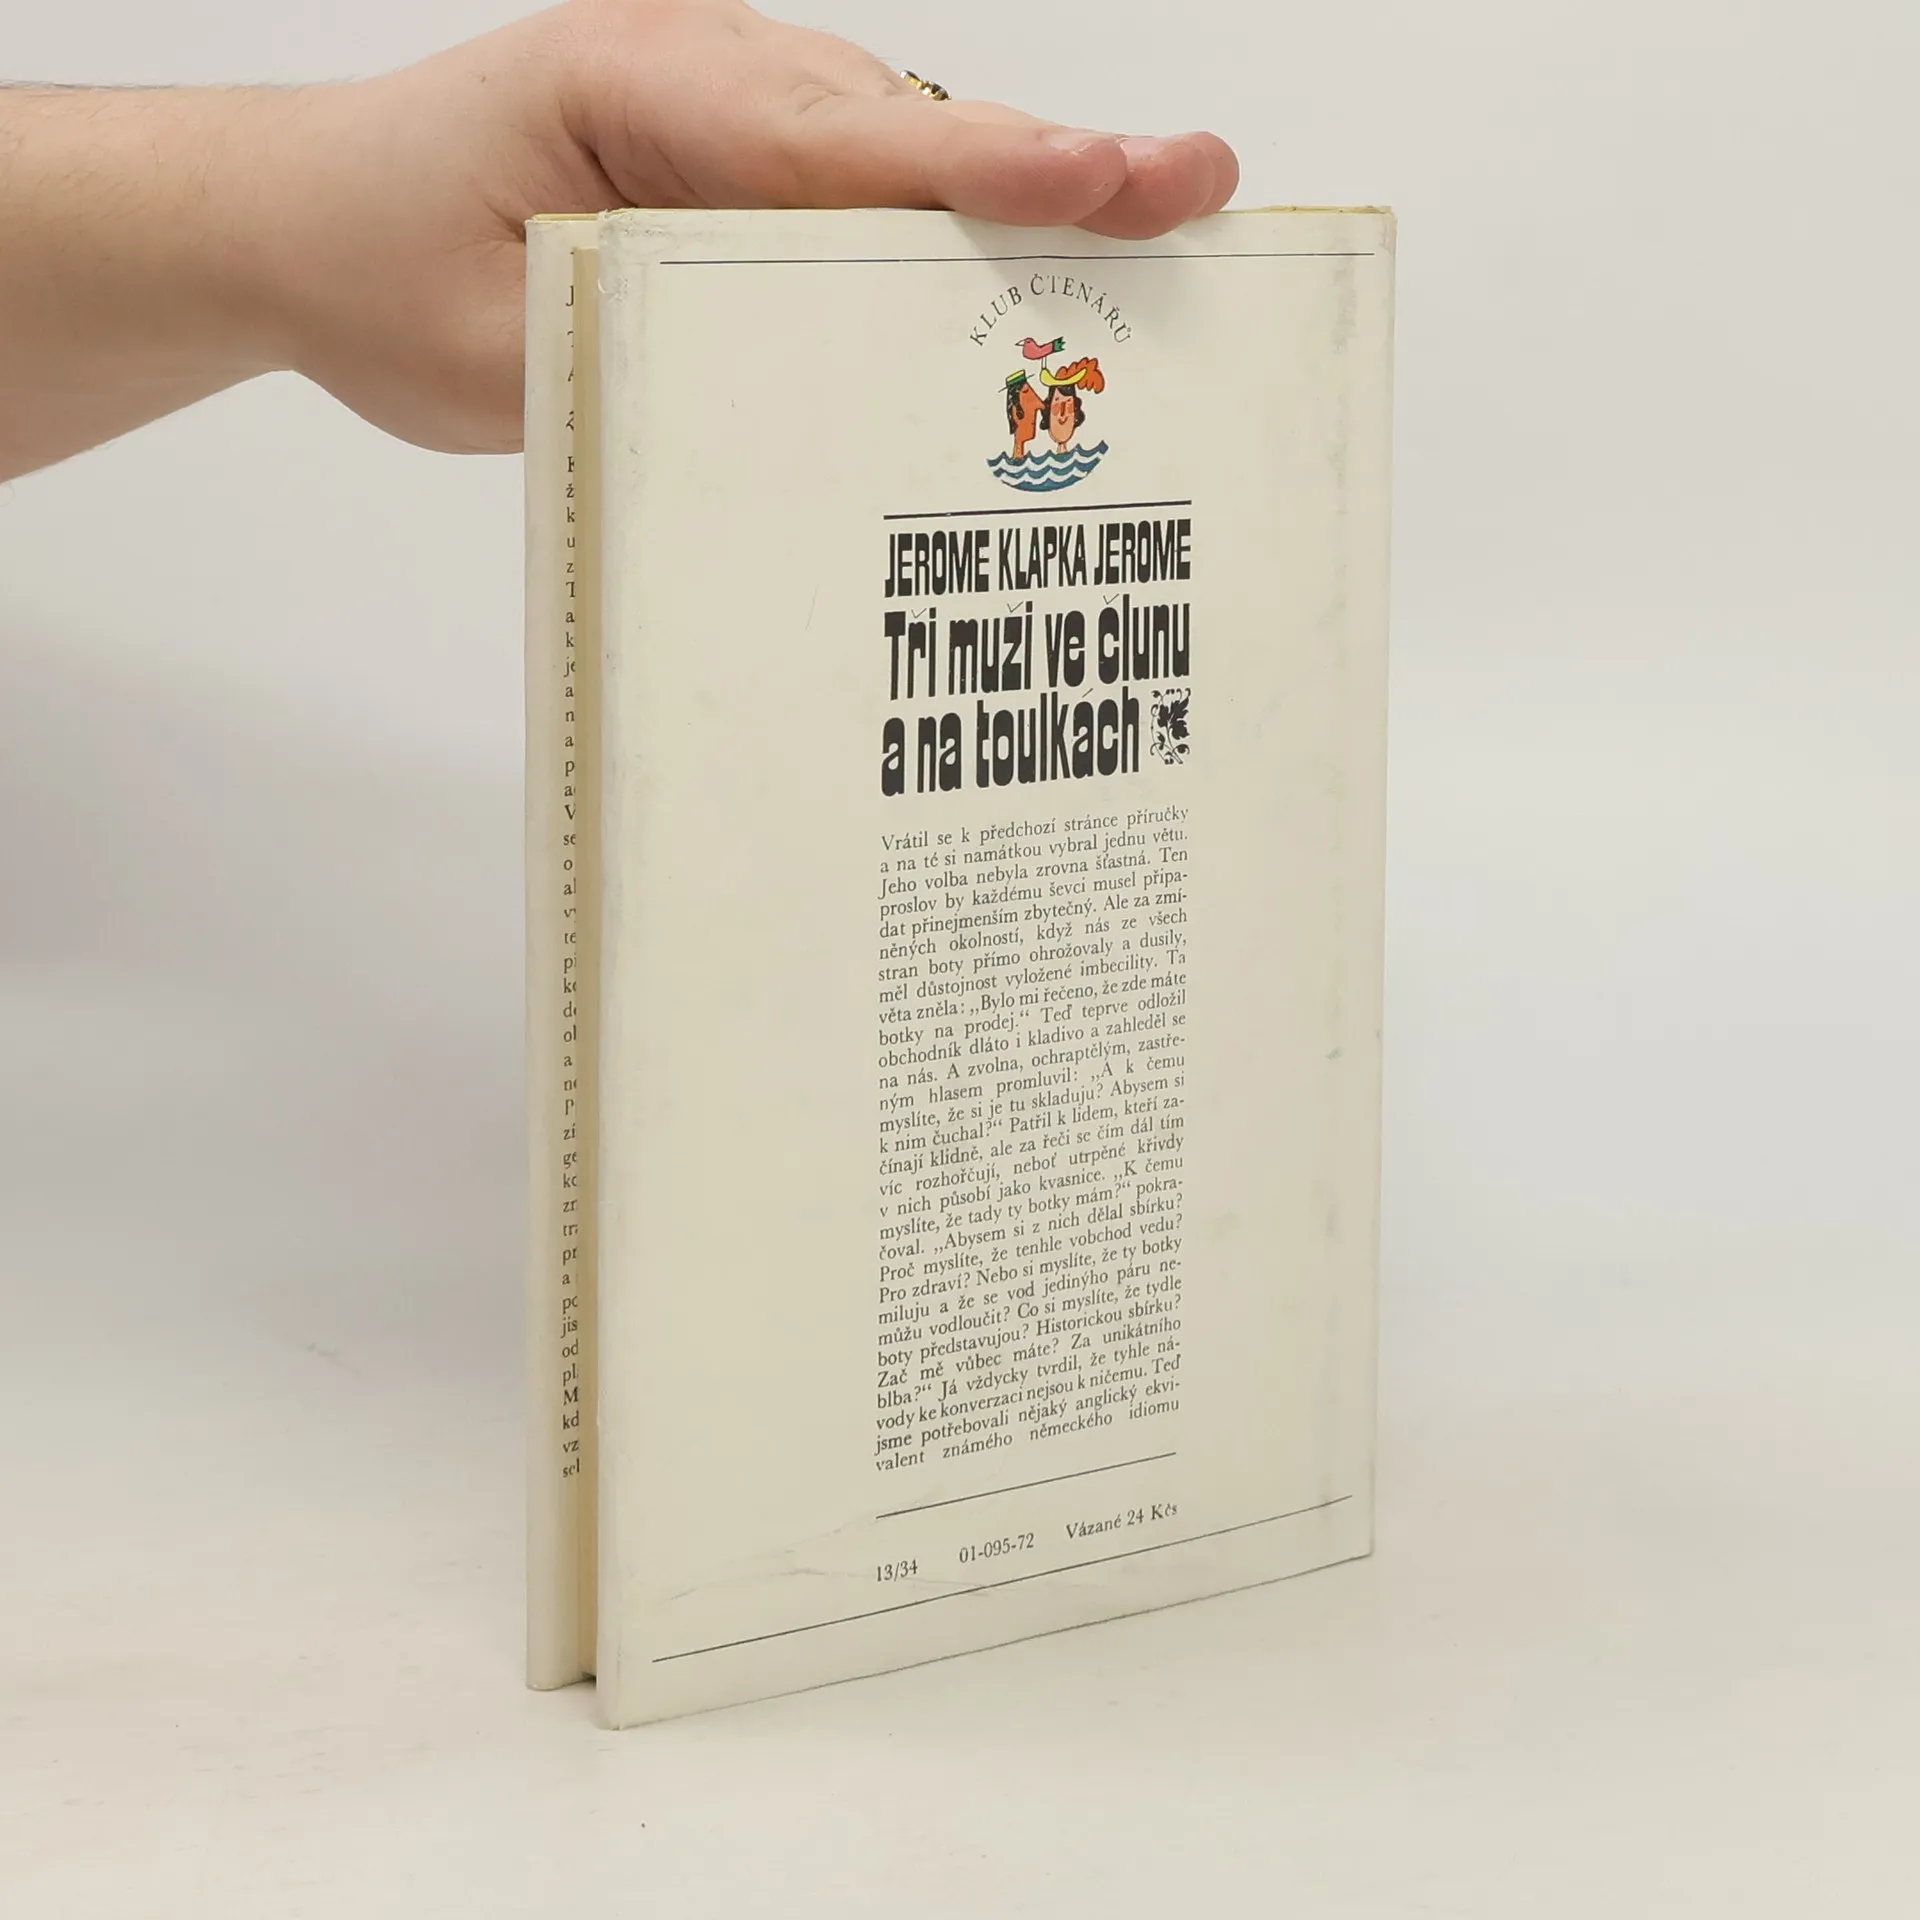 KLUB ČTENÁŘŮ
JEROME KLAPKA JEROME
Tři muži ve člunu
a na toulkách
Vrátil se k předchozí stránce příručky
a na té si namátkou vybral jednu větu.
Jeho volba nebyla zrovna šťastná. Ten
proslov by každému ševci musel připa-
dat přinejmenším zbytečný. Ale za zmí-
něných okolností, když nás ze všech
stran boty přímo ohrožovaly a dusily,
měl důstojnost vyložené imbecility. Ta
věta zněla: „Bylo mi řečeno, že zde máte
botky na prodej.“ Teď teprve odložil
obchodník dláto i kladivo a zahleděl se
na nás. A zvolna, ochraptělým, zastře-
ným hlasem promluvil: „A k čemu
myslíte, že si je tu skladuju? Abysem si
k nim čuchal?“ Patřil k lidem, kteří za-
čínají klidně, ale za řeči se čím dál tím
víc rozhořčují, neboť utrpěné křivdy
v nich působí jako kvasnice. „K čemu
myslíte, že tady ty botky mám?“ pokra-
čoval. „Abysem si z nich dělal sbírku?
Proč myslíte, že tenhle vobchod vedu?
Pro zdraví? Nebo si myslíte, že ty botky
miluju a že se vod jedinýho páru ne-
můžu vodloučit? Co si myslíte, že tydle
boty představujou? Historickou sbírku?
Zač mě vůbec máte? Za unikátního
blba?“ Já vždycky tvrdil, že tyhle ná-
vody ke konverzaci nejsou k ničemu. Teď
jsme potřebovali nějaký anglický ekvi-
valent známého německého idiomu
13/34 01-095-72 Vázané 24 Kčs